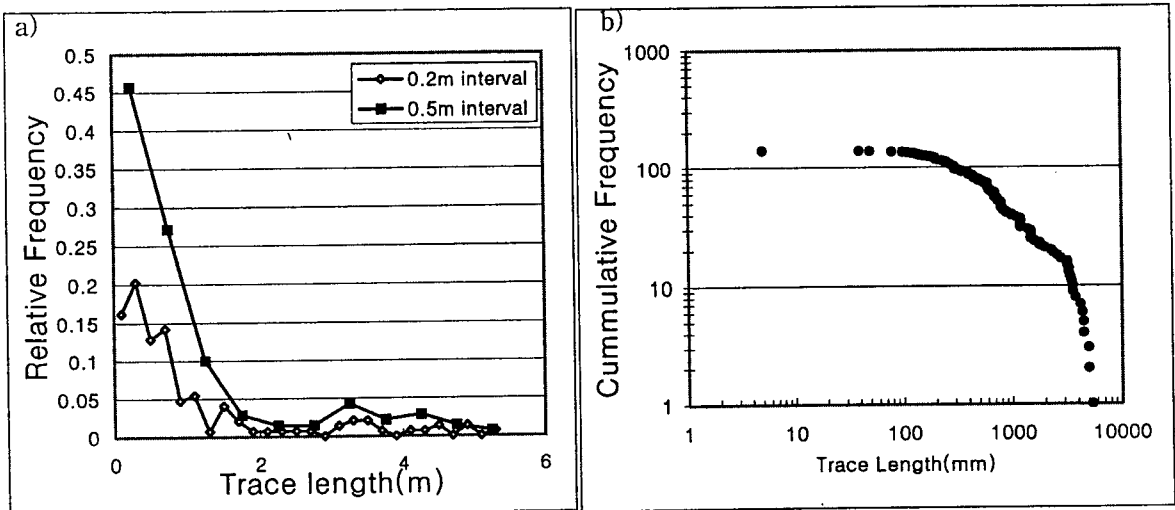 a)
0.5
0.45
0.4
0.35
0.3
0.25
0.2
0.15
0.1
0.05
0
Relative Frequency
0.2m interval
0.5m interval
0 2 4 6
Trace length(m)
b)
1000
100
10
1
Cummulative Frequency
1 10 100 1000 10000
Trace Length(mm)